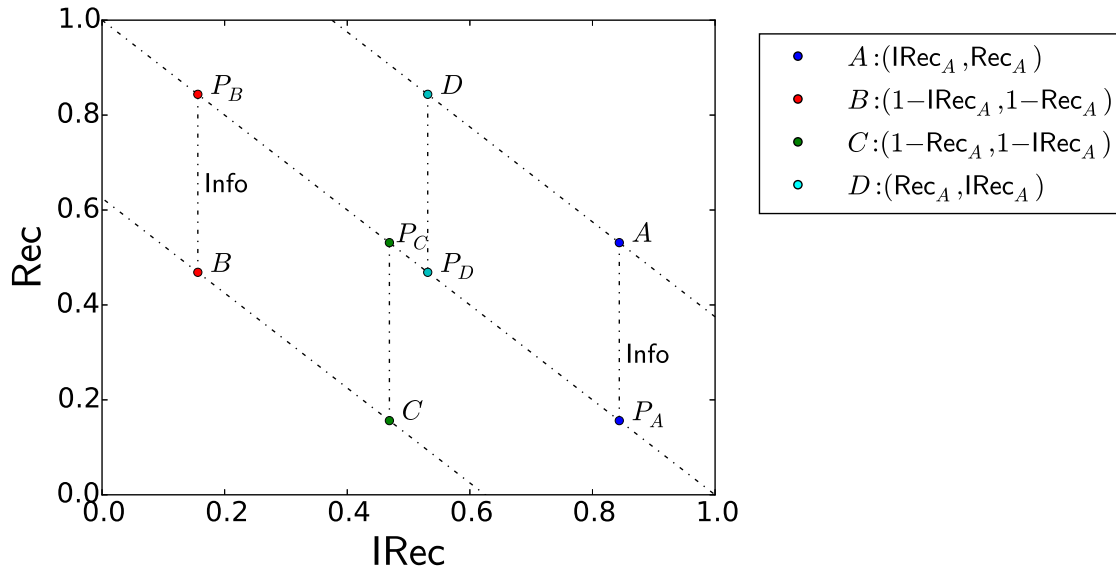 1.0
0.8
0.6
0.4
0.2
0.0
Rec
P_B
D
Info
P_C
A
B
P_D
Info
C
P_A
0.0 0.2 0.4 0.6 0.8 1.0
IRec
A:(IRec_A,Rec_A)
B:(1−IRec_A,1−Rec_A)
C:(1−Rec_A,1−IRec_A)
D:(Rec_A,IRec_A)